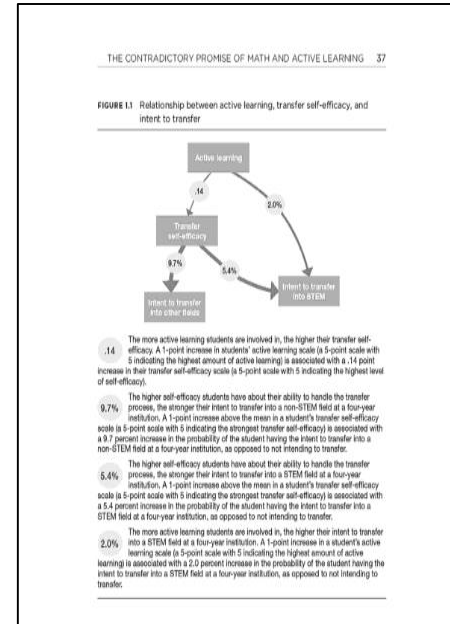 THE CONTRADICTORY PROMISE OF MATH AND ACTIVE LEARNING 37
FIGURE 1.1 Relationship between active learning, transfer self-efficacy, and
intent to transfer
Active learning
.14
2.0%
Transfer
self-efficacy
9.7%
5.4%
Intent to transfer
into STEM
Intent to transfer
into other fields
The more active learning students are involved in, the higher their transfer self-
.14 efficacy. A 1-point increase in students' active learning scale (a 5-point scale with
5 indicating the highest amount of active learning) is associated with a .14 point
increase in their transfer self-efficacy scale (a 5-point scale with 5 indicating the highest level
of self-efficacy).
The higher self-efficacy students have about their ability to handle the transfer
9.7% process, the stronger their intent to transfer into a non-STEM field at a four-year
institution. A 1-point increase above the mean in a student's transfer self-efficacy
scale (a 5-point scale with 5 indicating the strongest transfer self-efficacy) is associated with
a 9.7 percent increase in the probability of the student having the intent to transfer into a
non-STEM field at a four-year institution, as opposed to not intending to transfer.
The higher self-efficacy students have about their ability to handle the transfer
5.4% process, the stronger their intent to transfer into a STEM field at a four-year
institution. A 1-point increase above the mean in a student's transfer self-efficacy
scale (a 5-point scale with 5 indicating the strongest transfer self-efficacy) is associated with
a 5.4 percent increase in the probability of the student having the intent to transfer into a
STEM field at a four-year institution, as opposed to not intending to transfer.
The more active learning students are involved in, the higher their intent to transfer
2.0% into a STEM field at a four-year institution. A 1-point increase in a student's active
learning scale (a 5-point scale with 5 indicating the highest amount of active
learning) is associated with a 2.0 percent increase in the probability of the student having the
intent to transfer into a STEM field at a four-year institution, as opposed to not intending to
transfer.